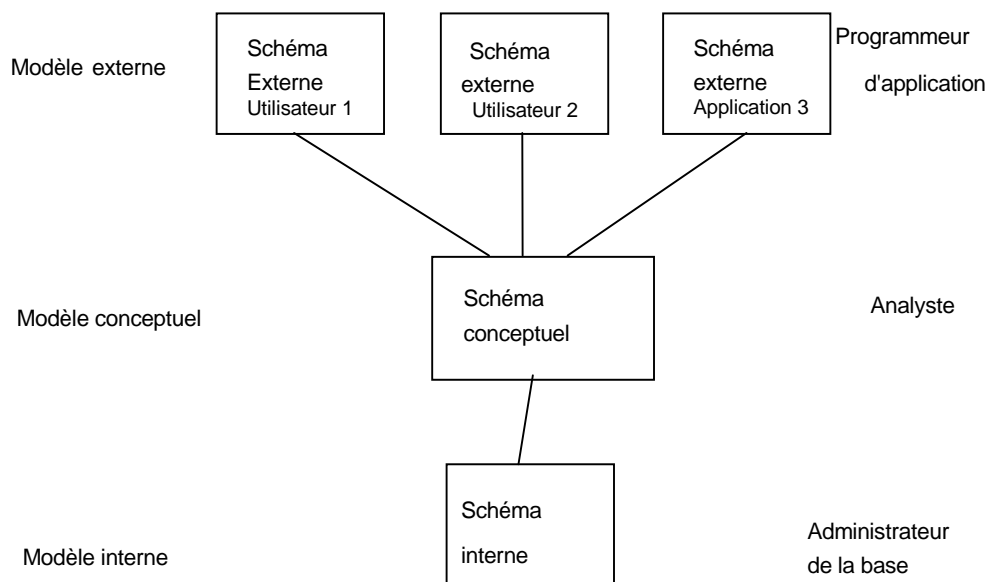 Modèle externe
Schéma
Externe
Utilisateur 1
Schéma
externe
Utilisateur 2
Schéma
externe
Application 3
Programmeur
d'application
Modèle conceptuel
Schéma
conceptuel
Analyste
Modèle interne
Schéma
interne
Administrateur
de la base